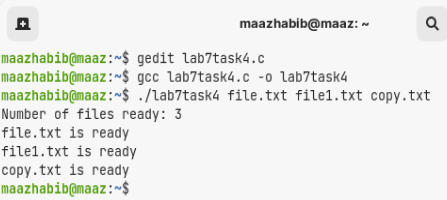 maazhabib@maaz: ~
maazhabib@maaz:~$ gedit lab7task4.c
maazhabib@maaz:~$ gcc lab7task4.c -o lab7task4
maazhabib@maaz:~$ ./lab7task4 file.txt file1.txt copy.txt
Number of files ready: 3
file.txt is ready
file1.txt is ready
copy.txt is ready
maazhabib@maaz:~$